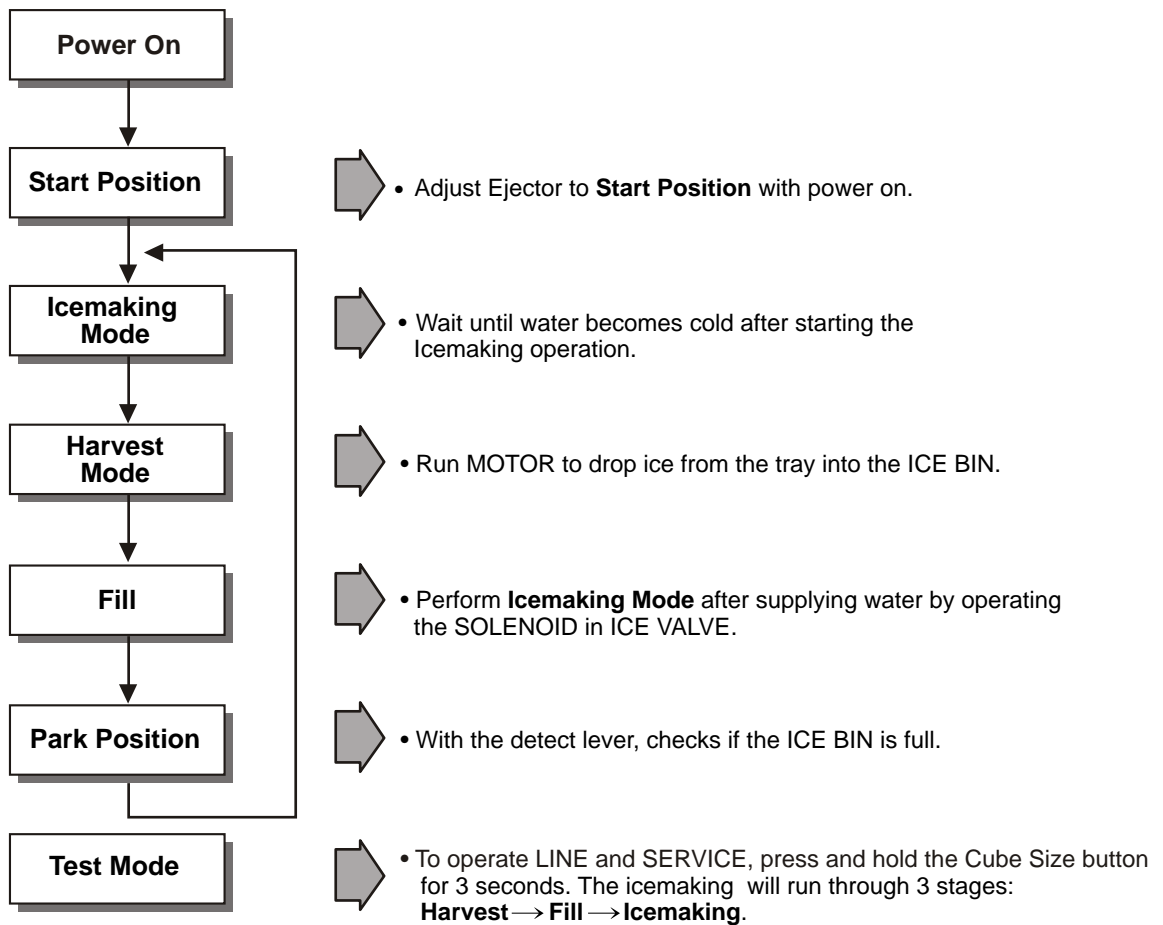 Power On
Start Position
• Adjust Ejector to Start Position with power on.
Icemaking
Mode
• Wait until water becomes cold after starting the
Icemaking operation.
Harvest
Mode
• Run MOTOR to drop ice from the tray into the ICE BIN.
Fill
• Perform Icemaking Mode after supplying water by operating
the SOLENOID in ICE VALVE.
Park Position
• With the detect lever, checks if the ICE BIN is full.
Test Mode
• To operate LINE and SERVICE, press and hold the Cube Size button
for 3 seconds. The icemaking will run through 3 stages:
Harvest → Fill → Icemaking.